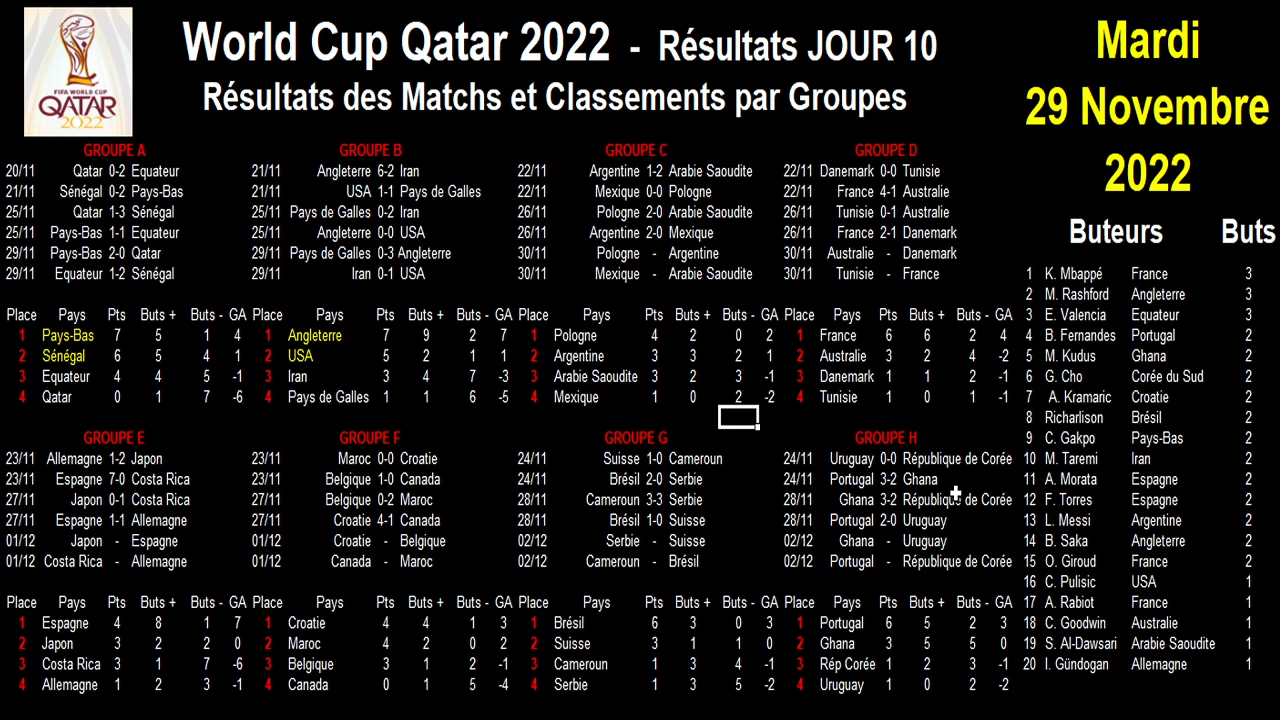 World Cup Qatar 2022 - Résultats JOUR 10
Résultats des Matchs et Classements par Groupes
FIFA WORLD CUP
QATAR
2022
Mardi
29 Novembre
2022
GROUPE A
20/11 Qatar 0-2 Equateur
21/11 Sénégal 0-2 Pays-Bas
25/11 Qatar 1-3 Sénégal
25/11 Pays-Bas 1-1 Equateur
29/11 Pays-Bas 2-0 Qatar
29/11 Equateur 1-2 Sénégal
Place Pays Pts Buts + Buts - GA
1 Pays-Bas 7 5 1 4
2 Sénégal 6 5 4 1
3 Equateur 4 4 5 -1
4 Qatar 0 1 7 -6
GROUPE B
21/11 Angleterre 6-2 Iran
21/11 USA 1-1 Pays de Galles
25/11 Pays de Galles 0-2 Iran
25/11 Angleterre 0-0 USA
29/11 Pays de Galles 0-3 Angleterre
29/11 Iran 0-1 USA
Place Pays Pts Buts + Buts - GA
1 Angleterre 7 9 2 7
2 USA 5 2 1 1
3 Iran 3 4 7 -3
4 Pays de Galles 1 1 6 -5
GROUPE C
22/11 Argentine 1-2 Arabie Saoudite
22/11 Mexique 0-0 Pologne
26/11 Pologne 2-0 Arabie Saoudite
26/11 Argentine 2-0 Mexique
30/11 Pologne - Argentine
30/11 Mexique - Arabie Saoudite
Place Pays Pts Buts + Buts - GA
1 Pologne 4 2 0 2
2 Argentine 3 3 2 1
3 Arabie Saoudite 3 2 3 -1
4 Mexique 1 0 2 -2
GROUPE D
22/11 Danemark 0-0 Tunisie
22/11 France 4-1 Australie
26/11 Tunisie 0-1 Australie
26/11 France 2-1 Danemark
30/11 Australie - Danemark
30/11 Tunisie - France
Place Pays Pts Buts + Buts - GA
1 France 6 6 2 4
2 Australie 3 2 4 -2
3 Danemark 1 1 2 -1
4 Tunisie 1 0 1 -1
GROUPE E
23/11 Allemagne 1-2 Japon
23/11 Espagne 7-0 Costa Rica
27/11 Japon 0-1 Costa Rica
27/11 Espagne 1-1 Allemagne
01/12 Japon - Espagne
01/12 Costa Rica - Allemagne
Place Pays Pts Buts + Buts - GA
1 Espagne 4 8 1 7
2 Japon 3 2 2 0
3 Costa Rica 3 1 7 -6
4 Allemagne 1 2 3 -1
GROUPE F
23/11 Maroc 0-0 Croatie
23/11 Belgique 1-0 Canada
27/11 Belgique 0-2 Maroc
27/11 Croatie 4-1 Canada
01/12 Croatie - Belgique
01/12 Canada - Maroc
Place Pays Pts Buts + Buts - GA
1 Croatie 4 4 1 3
2 Maroc 4 2 0 2
3 Belgique 3 1 2 -1
4 Canada 0 1 5 -4
GROUPE G
24/11 Suisse 1-0 Cameroun
24/11 Brésil 2-0 Serbie
28/11 Cameroun 3-3 Serbie
28/11 Brésil 1-0 Suisse
02/12 Serbie - Suisse
02/12 Cameroun - Brésil
Place Pays Pts Buts + Buts - GA
1 Brésil 6 3 0 3
2 Suisse 3 1 1 0
3 Cameroun 1 3 4 -1
4 Serbie 1 3 5 -2
GROUPE H
24/11 Uruguay 0-0 République de Corée
24/11 Portugal 3-2 Ghana
28/11 Ghana 3-2 République de Corée
28/11 Portugal 2-0 Uruguay
02/12 Ghana - Uruguay
02/12 Portugal - République de Corée
Place Pays Pts Buts + Buts - GA
1 Portugal 6 5 2 3
2 Ghana 3 5 5 0
3 Rép Corée 1 2 3 -1
4 Uruguay 1 0 2 -2
Buteurs Buts
1 K. Mbappé France 3
2 M. Rashford Angleterre 3
3 E. Valencia Equateur 3
4 B. Fernandes Portugal 2
5 M. Kudus Ghana 2
6 G. Cho Corée du Sud 2
7 A. Kramaric Croatie 2
8 Richarlison Brésil 2
9 C. Gakpo Pays-Bas 2
10 M. Taremi Iran 2
11 A. Morata Espagne 2
12 F. Torres Espagne 2
13 L. Messi Argentine 2
14 B. Saka Angleterre 2
15 O. Giroud France 2
16 C. Pulisic USA 1
17 A. Rabiot France 1
18 C. Goodwin Australie 1
19 S. Al-Dawsari Arabie Saoudite 1
20 I. Gündogan Allemagne 1